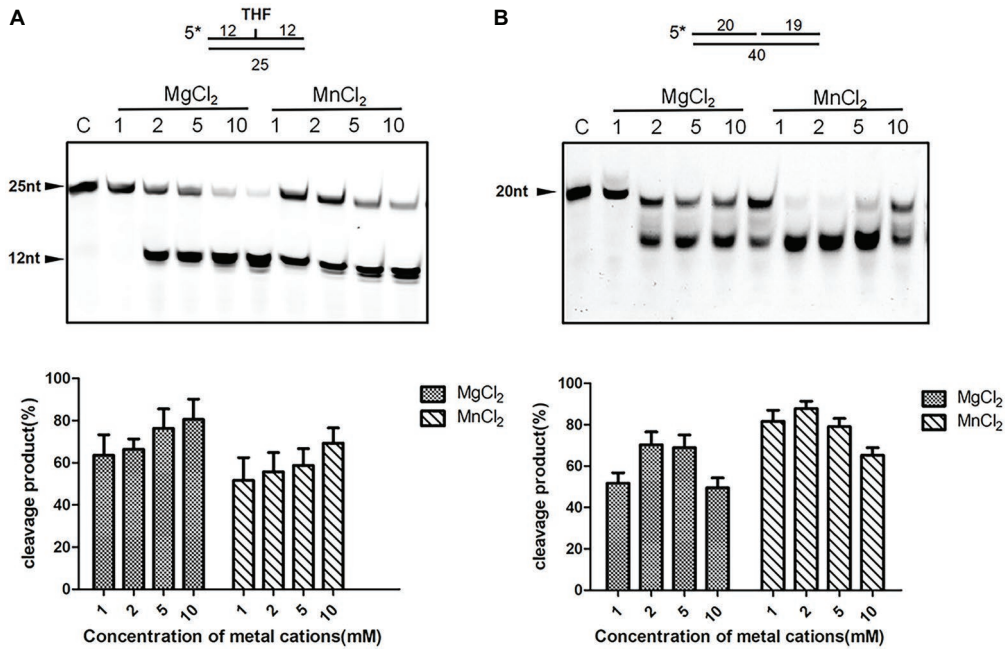 A
THF
5* 12 12
25
MgCl2 MnCl2
C 1 2 5 10 1 2 5 10
25nt
12nt
100
80
60
40
20
0
cleavage product(%)
1 2 5 10 1 2 5 10
Concentration of metal cations(mM)
MgCl2
MnCl2
B
5* 20 19
40
MgCl2 MnCl2
C 1 2 5 10 1 2 5 10
20nt
100
80
60
40
20
0
cleavage product(%)
1 2 5 10 1 2 5 10
Concentration of metal cations(mM)
MgCl2
MnCl2